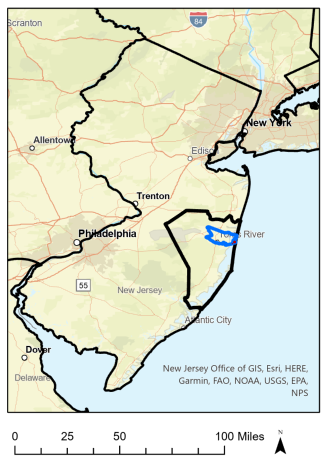 Scranton
84
New York
Allentown
Edison
Trenton
Toms River
Philadelphia
55
New Jersey
Atlantic City
Dover
Delaware
New Jersey Office of GIS, Esri, HERE,
Garmin, FAO, NOAA, USGS, EPA,
NPS
0 25 50 100 Miles
N